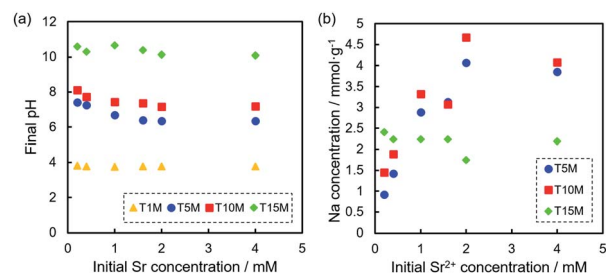 (a)
Final pH
12
10
8
6
4
2
0
0 1 2 3 4 5
T1M T5M T10M T15M
Initial Sr concentration / mM
(b)
Na concentration / mmol·g⁻¹
5
4.5
4
3.5
3
2.5
2
1.5
1
0.5
0
0 1 2 3 4 5
T5M
T10M
T15M
Initial Sr²⁺ concentration / mM